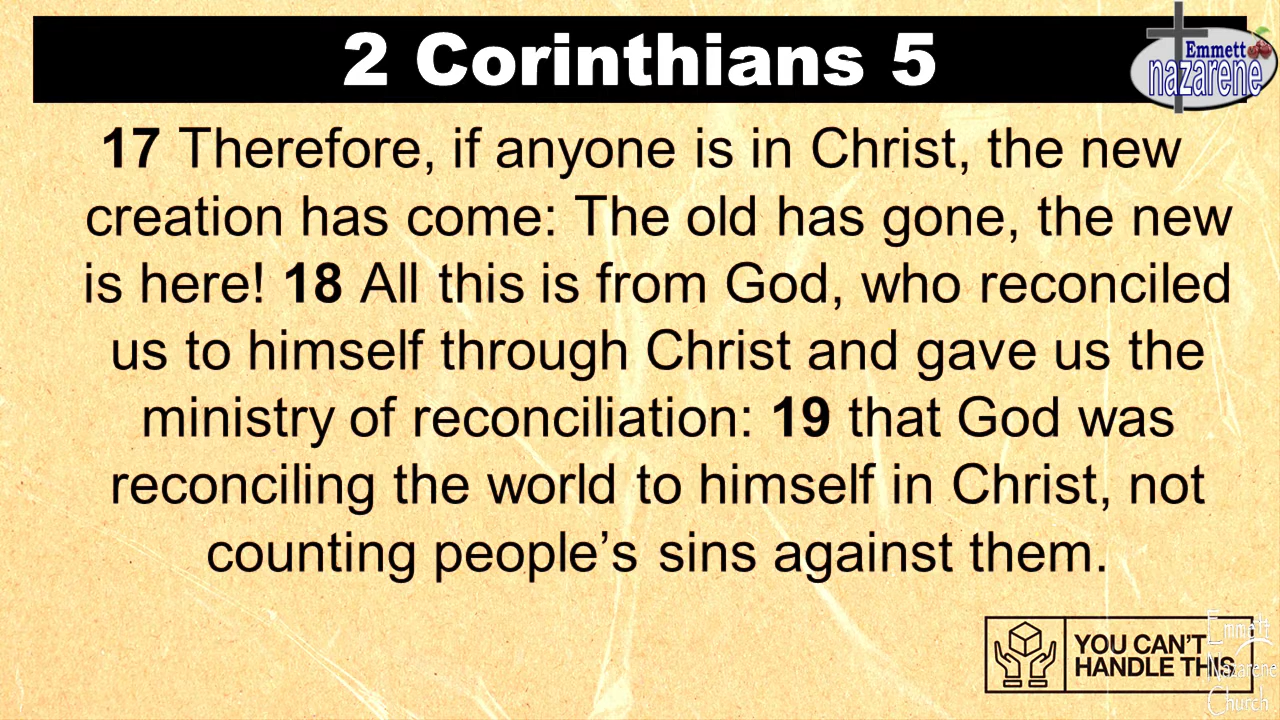 2 Corinthians 5
Emmett
nazarene
17 Therefore, if anyone is in Christ, the new
creation has come: The old has gone, the new
is here! 18 All this is from God, who reconciled
us to himself through Christ and gave us the
ministry of reconciliation: 19 that God was
reconciling the world to himself in Christ, not
counting people’s sins against them.
YOU CAN'T
HANDLE THIS
Emmett
Nazarene
Church